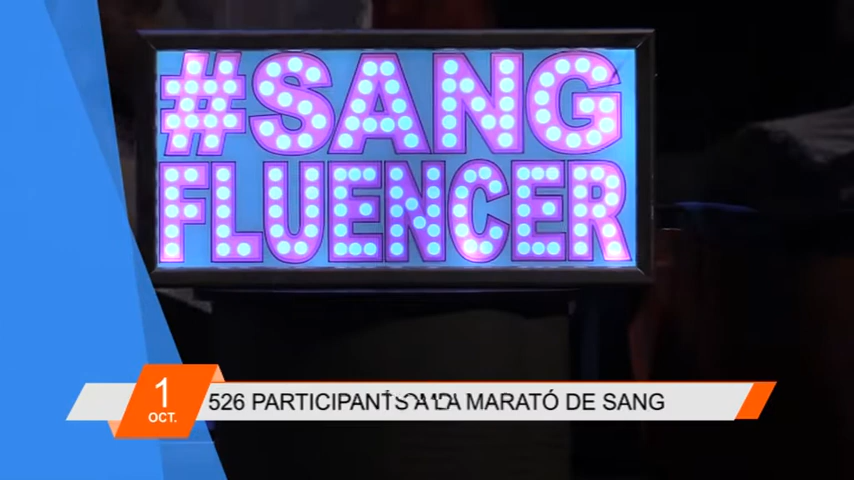 #SANG
FLUENCER
1
OCT.
526 PARTICIPANTS A LA MARATÓ DE SANG